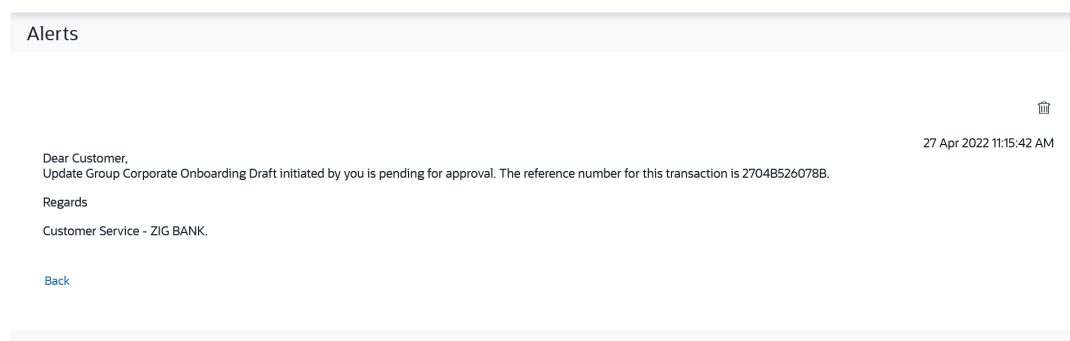 Alerts
27 Apr 2022 11:15:42 AM
Dear Customer,
Update Group Corporate Onboarding Draft initiated by you is pending for approval. The reference number for this transaction is 2704B526078B.
Regards
Customer Service - ZIG BANK.
Back